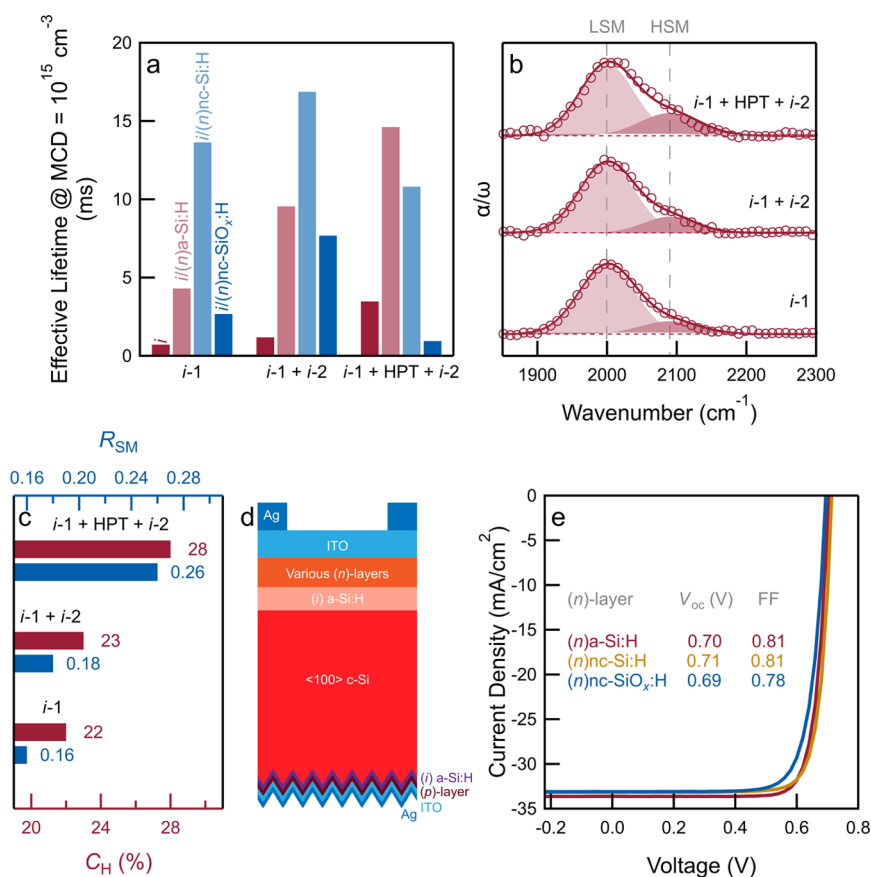 a
Effective Lifetime @ MCD = 10¹⁵ cm⁻³
(ms)
20
15
10
5
0
i
i/(n)a-Si:H
i/(n)nc-Si:H
i/(n)nc-SiOₓ:H
i-1
i-1 + i-2
i-1 + HPT + i-2
b
LSM
HSM
α/ω
i-1 + HPT + i-2
i-1 + i-2
i-1
1900
2000
2100
2200
2300
Wavenumber (cm⁻¹)
R_SM
0.16
0.20
0.24
0.28
c
i-1 + HPT + i-2
28
0.26
i-1 + i-2
23
0.18
i-1
22
0.16
20
24
28
C_H (%)
d
Ag
ITO
Various (n)-layers
(i) a-Si:H
<100> c-Si
(i) a-Si:H
(p)-layer
ITO
Ag
e
Current Density (mA/cm²)
0
-5
-10
-15
-20
-25
-30
-35
(n)-layer V_oc (V) FF
(n)a-Si:H 0.70 0.81
(n)nc-Si:H 0.71 0.81
(n)nc-SiOₓ:H 0.69 0.78
-0.2
0.0
0.2
0.4
0.6
0.8
Voltage (V)